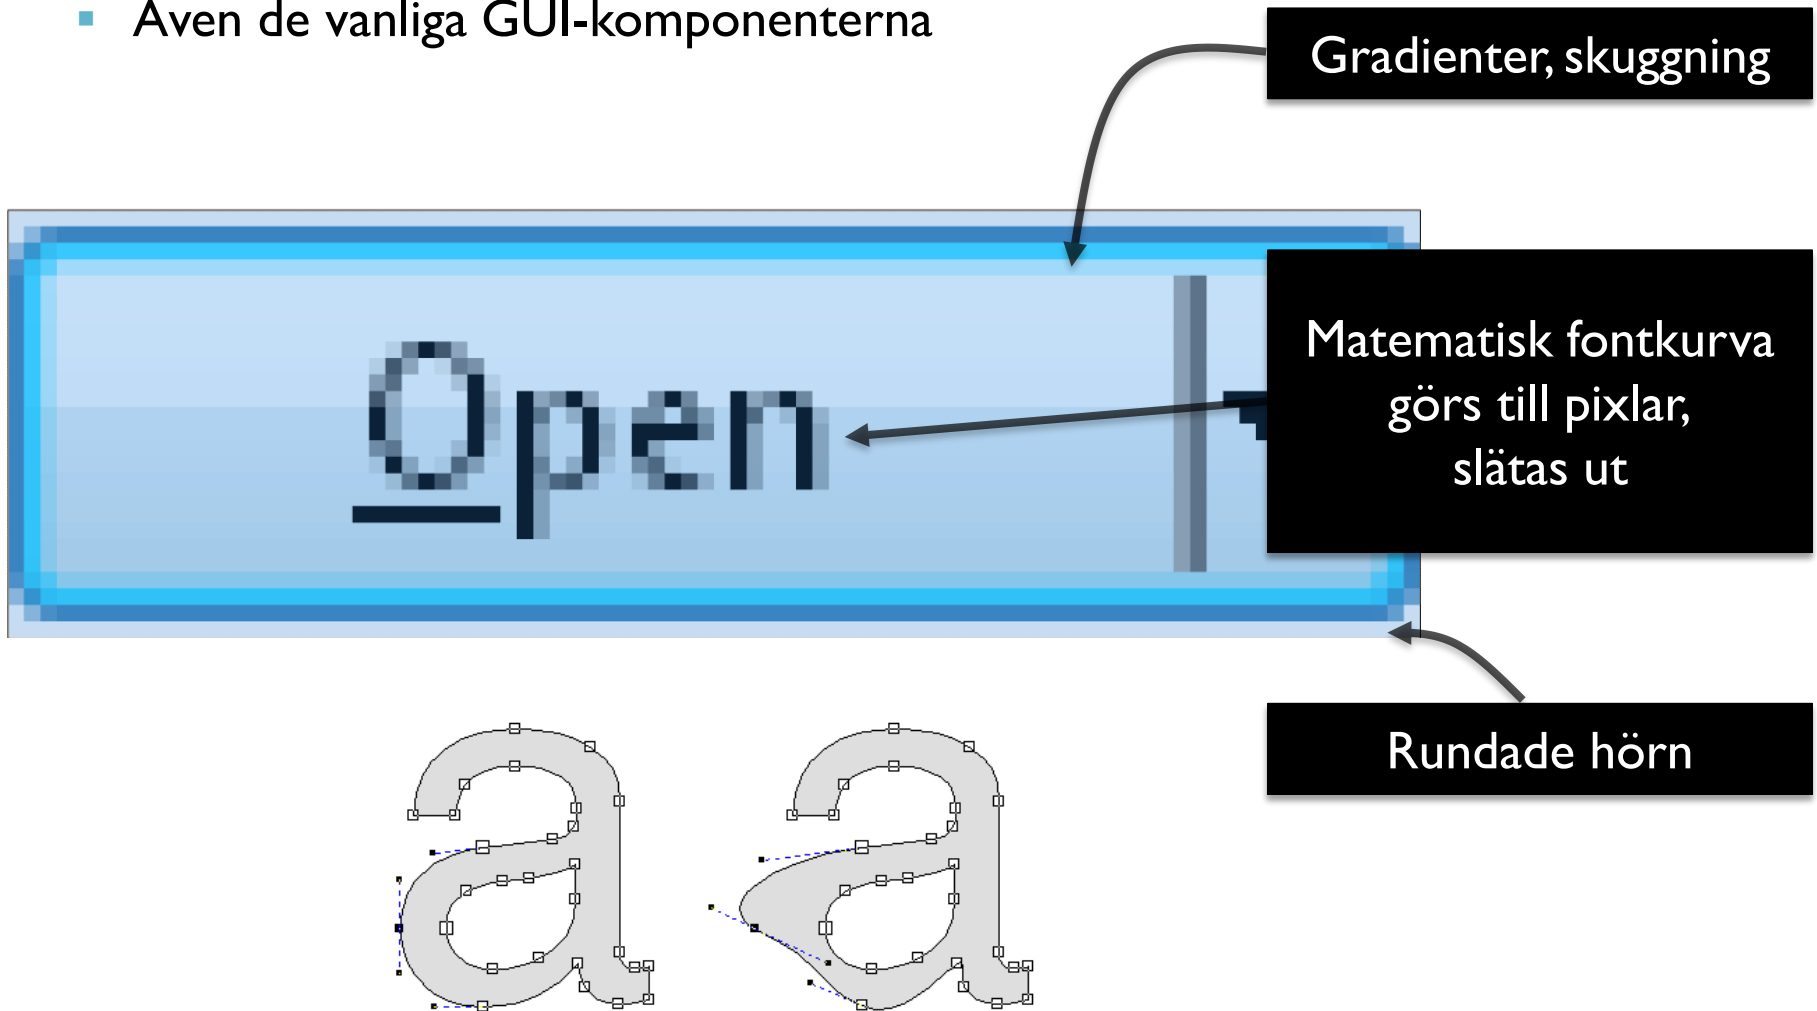 Även de vanliga GUI-komponenterna
Gradienter, skuggning
Open
Matematisk fontkurva
görs till pixlar,
slätas ut
Rundade hörn
a a